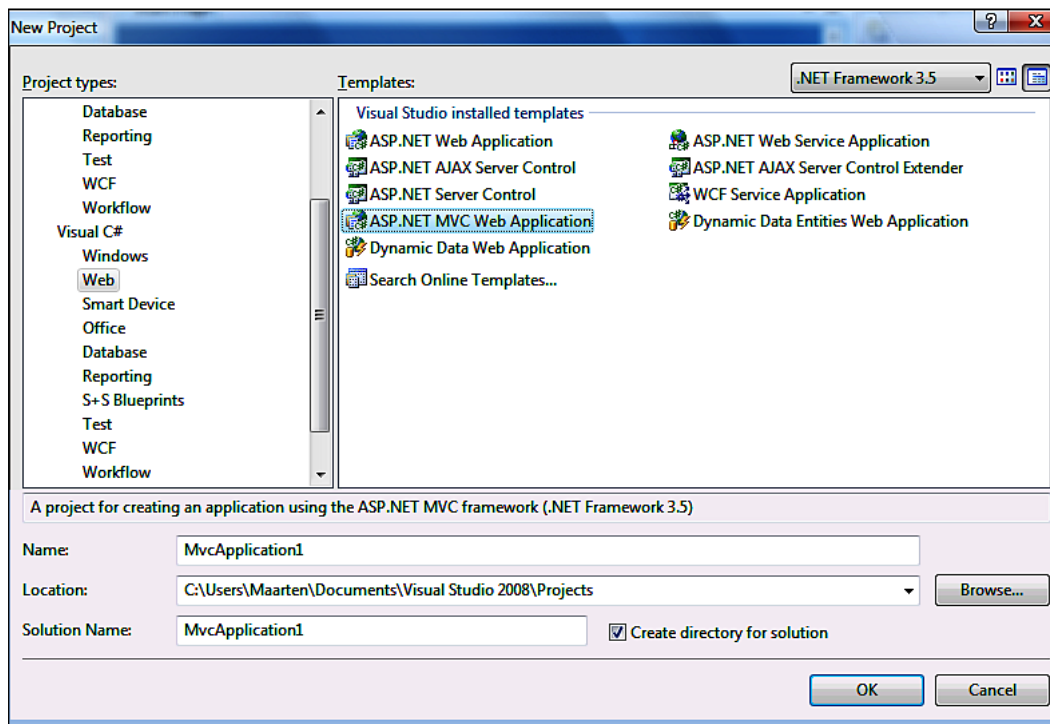 New Project
Project types:
Templates:
.NET Framework 3.5
Database
Reporting
Test
WCF
Workflow
Visual C#
Windows
Web
Smart Device
Office
Database
Reporting
S+S Blueprints
Test
WCF
Workflow
Visual Studio installed templates
ASP.NET Web Application
ASP.NET Web Service Application
ASP.NET AJAX Server Control
ASP.NET AJAX Server Control Extender
ASP.NET Server Control
WCF Service Application
ASP.NET MVC Web Application
Dynamic Data Entities Web Application
Dynamic Data Web Application
Search Online Templates...
A project for creating an application using the ASP.NET MVC framework (.NET Framework 3.5)
Name: MvcApplication1
Location: C:\Users\Maarten\Documents\Visual Studio 2008\Projects Browse...
Solution Name: MvcApplication1 Create directory for solution
OK Cancel